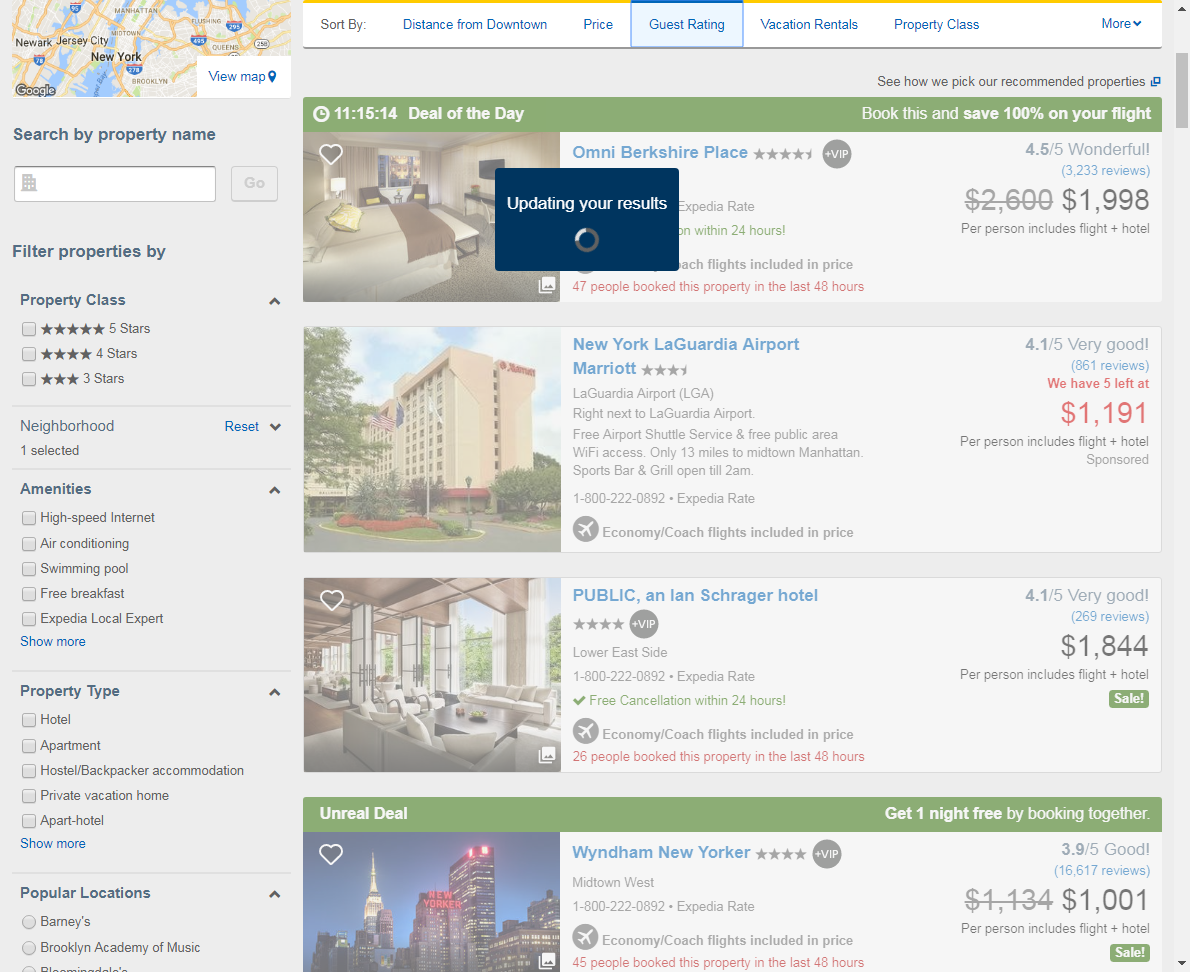 MANHATTAN
MIDTOWN
FLUSHING
Newark
Jersey City
QUEENS
New York
BROOKLYN
95
295
495
258
78
278
Google
View map
Search by property name
Go
Filter properties by
Property Class
5 Stars
4 Stars
3 Stars
Neighborhood
Reset
1 selected
Amenities
High-speed Internet
Air conditioning
Swimming pool
Free breakfast
Expedia Local Expert
Show more
Property Type
Hotel
Apartment
Hostel/Backpacker accommodation
Private vacation home
Apart-hotel
Show more
Popular Locations
Barney's
Brooklyn Academy of Music
Bloomingdale's
Sort By: Distance from Downtown Price Guest Rating Vacation Rentals Property Class More
See how we pick our recommended properties
11:15:14 Deal of the Day Book this and save 100% on your flight
Omni Berkshire Place +VIP
Updating your results
Expedia Rate
within 24 hours!
flights included in price
47 people booked this property in the last 48 hours
4.5/5 Wonderful!
(3,233 reviews)
$2,600 $1,998
Per person includes flight + hotel
Marriott
New York LaGuardia Airport
Marriott
LaGuardia Airport (LGA)
Right next to LaGuardia Airport.
Free Airport Shuttle Service & free public area
WiFi access. Only 13 miles to midtown Manhattan.
Sports Bar & Grill open till 2am.
1-800-222-0892 • Expedia Rate
Economy/Coach flights included in price
4.1/5 Very good!
(861 reviews)
We have 5 left at
$1,191
Per person includes flight + hotel
Sponsored
PUBLIC, an Ian Schrager hotel
+VIP
Lower East Side
1-800-222-0892 • Expedia Rate
Free Cancellation within 24 hours!
Economy/Coach flights included in price
26 people booked this property in the last 48 hours
4.1/5 Very good!
(269 reviews)
$1,844
Per person includes flight + hotel
Sale!
Unreal Deal Get 1 night free by booking together.
NEW
YORKER
Wyndham New Yorker +VIP
Midtown West
1-800-222-0892 • Expedia Rate
Economy/Coach flights included in price
45 people booked this property in the last 48 hours
3.9/5 Good!
(16,617 reviews)
$1,134 $1,001
Per person includes flight + hotel
Sale!